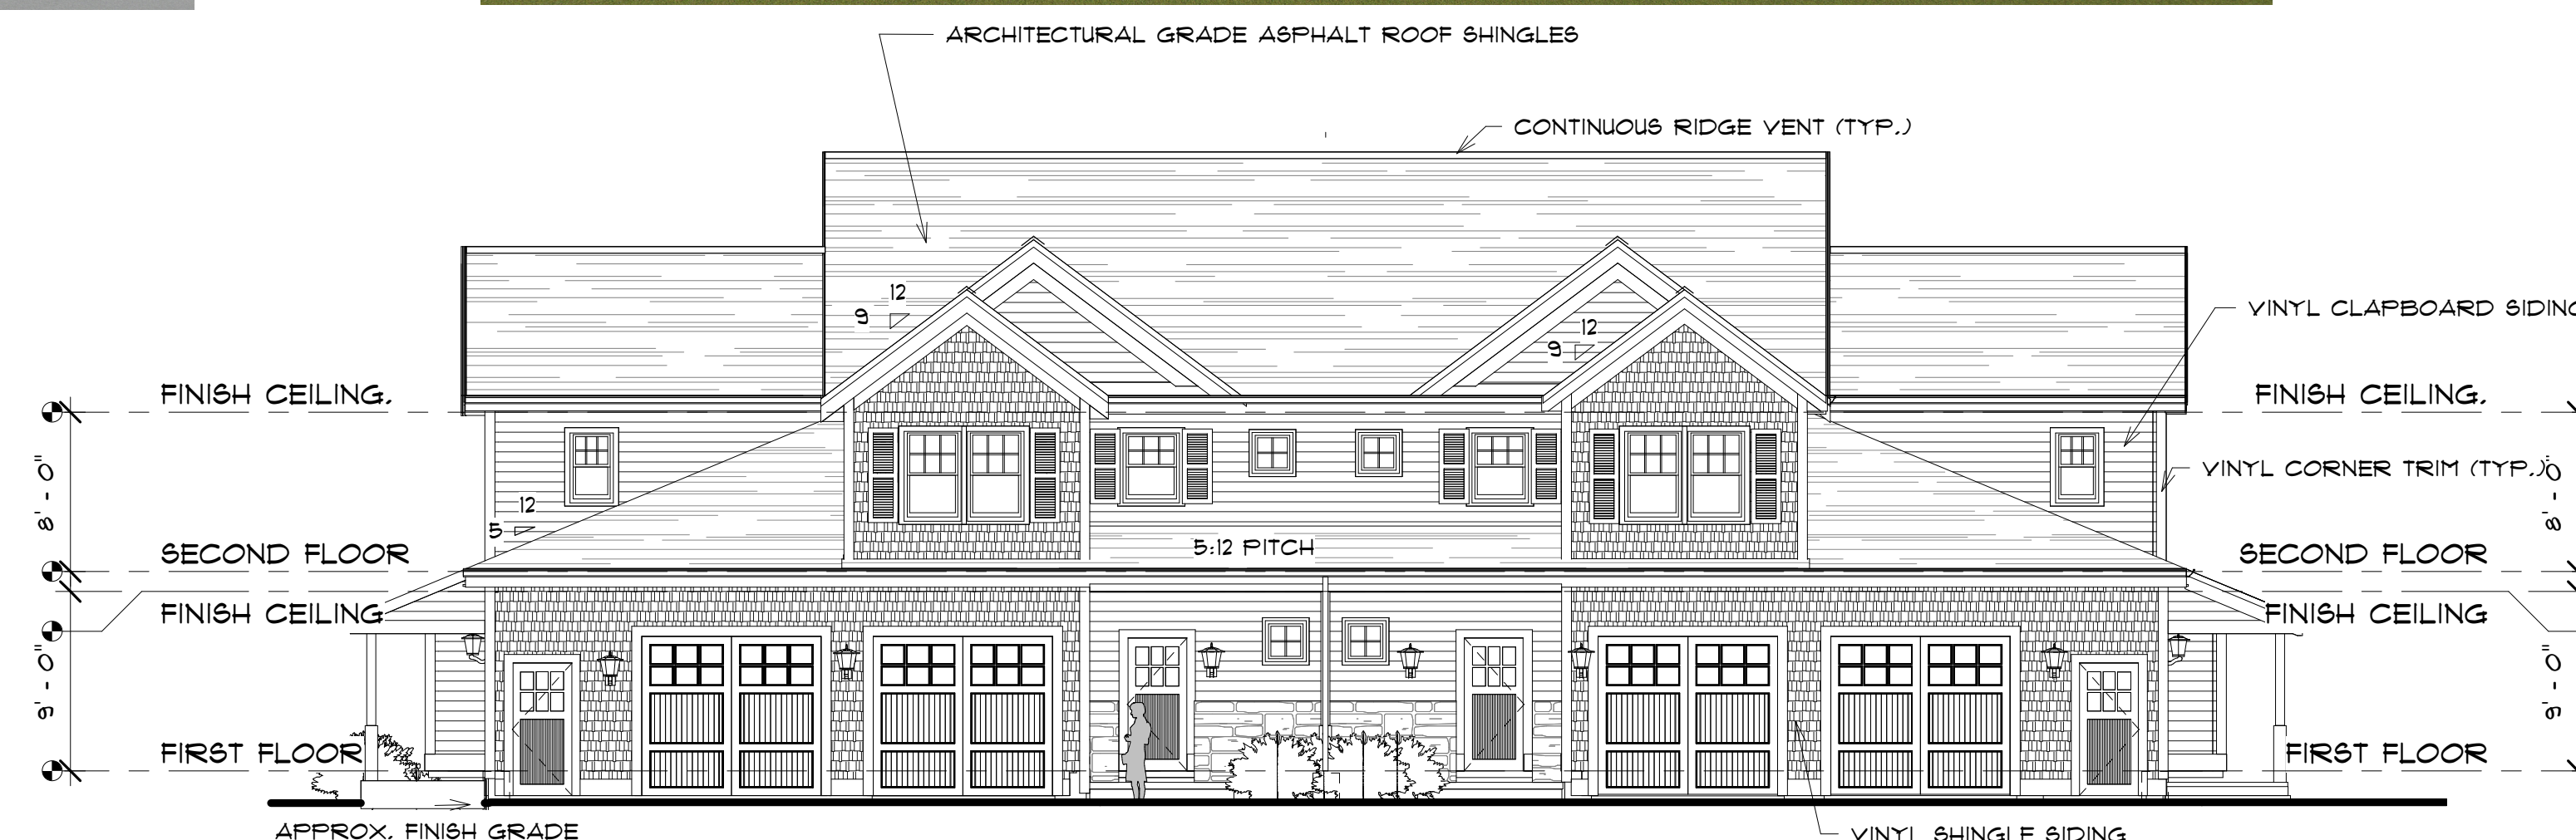 ARCHITECTURAL GRADE ASPHALT ROOF SHINGLES
CONTINUOUS RIDGE VENT (TYP.)
12
9
12
9
VINYL CLAPBOARD SIDING
FINISH CEILING.
FINISH CEILING.
8'-0"
VINYL CORNER TRIM (TYP.)
8'-0"
12
5
5:12 PITCH
SECOND FLOOR
SECOND FLOOR
FINISH CEILING
FINISH CEILING
9'-0"
9'-0"
FIRST FLOOR
FIRST FLOOR
APPROX. FINISH GRADE
VINYL SHINGLE SIDING